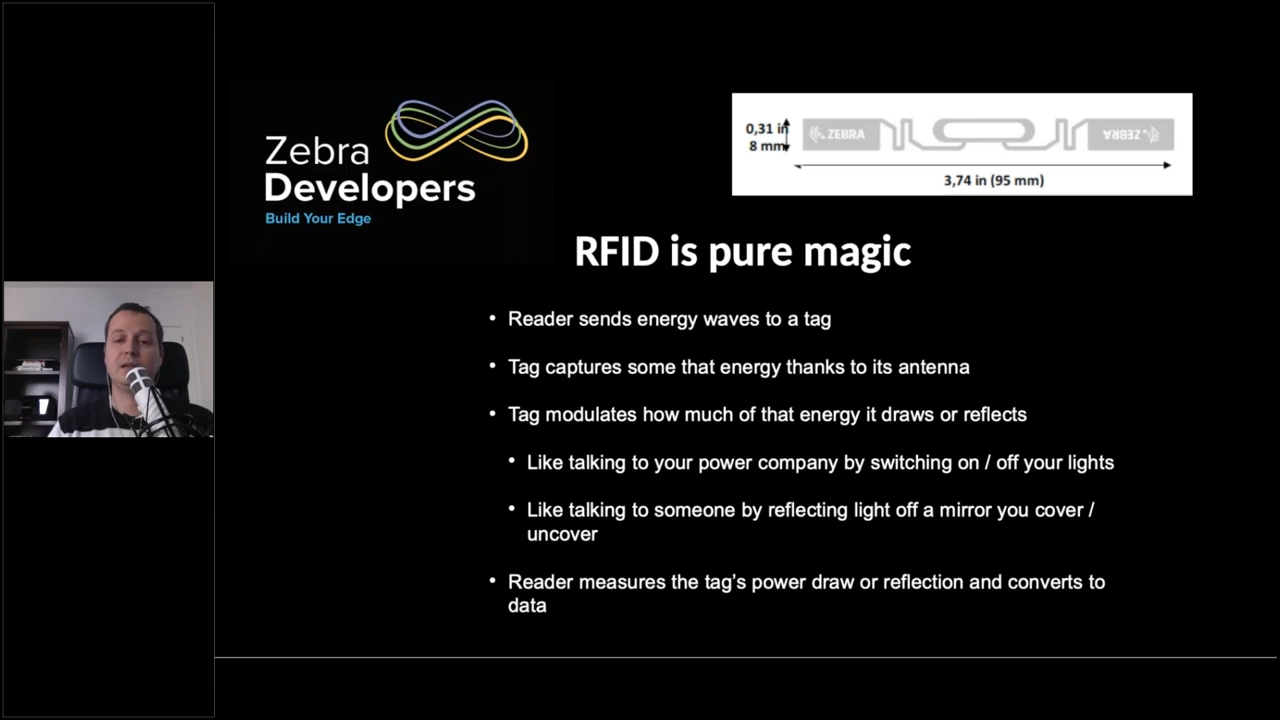 Zebra
Developers
Build Your Edge
0,31 in
8 mm
ZEBRA
ZEBRA
3,74 in (95 mm)
RFID is pure magic
• Reader sends energy waves to a tag
• Tag captures some that energy thanks to its antenna
• Tag modulates how much of that energy it draws or reflects
• Like talking to your power company by switching on / off your lights
• Like talking to someone by reflecting light off a mirror you cover /
uncover
• Reader measures the tag’s power draw or reflection and converts to
data